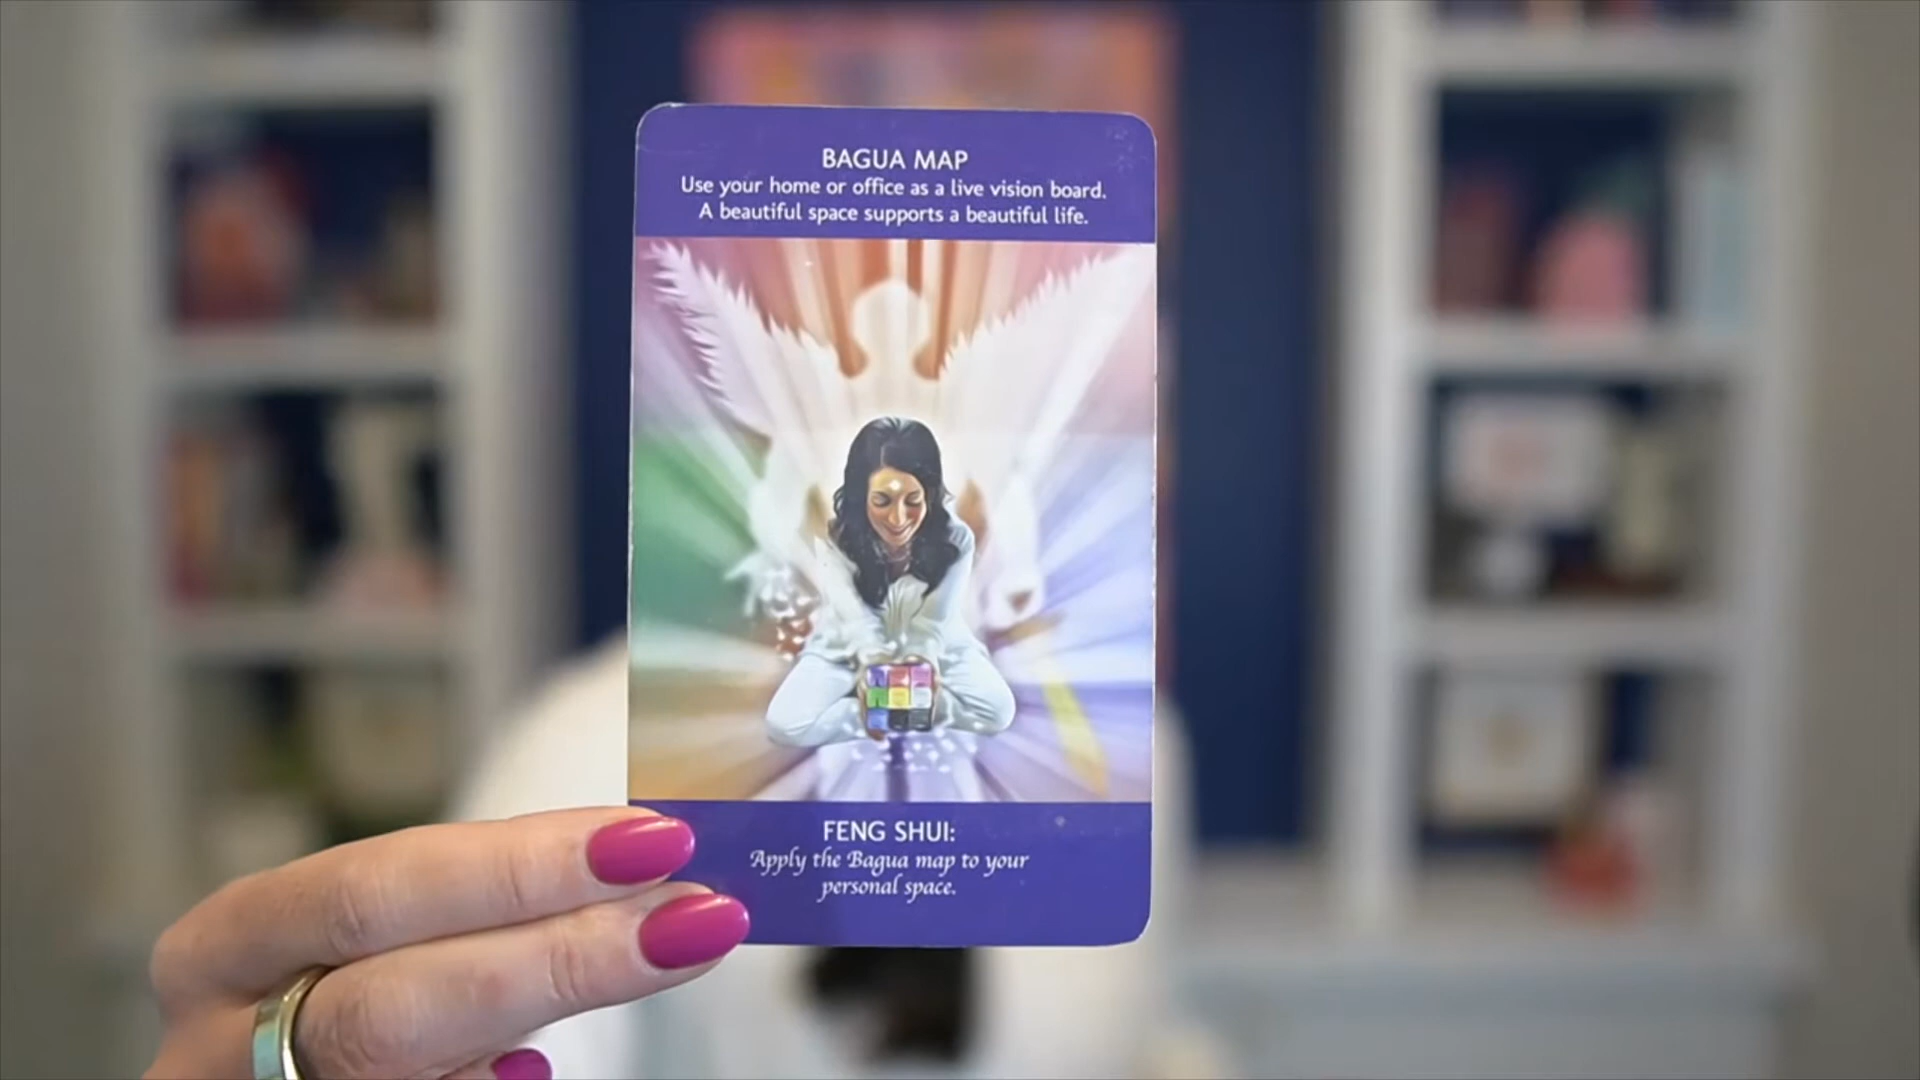 BAGUA MAP
Use your home or office as a live vision board.
A beautiful space supports a beautiful life.
FENG SHUI:
Apply the Bagua map to your
personal space.